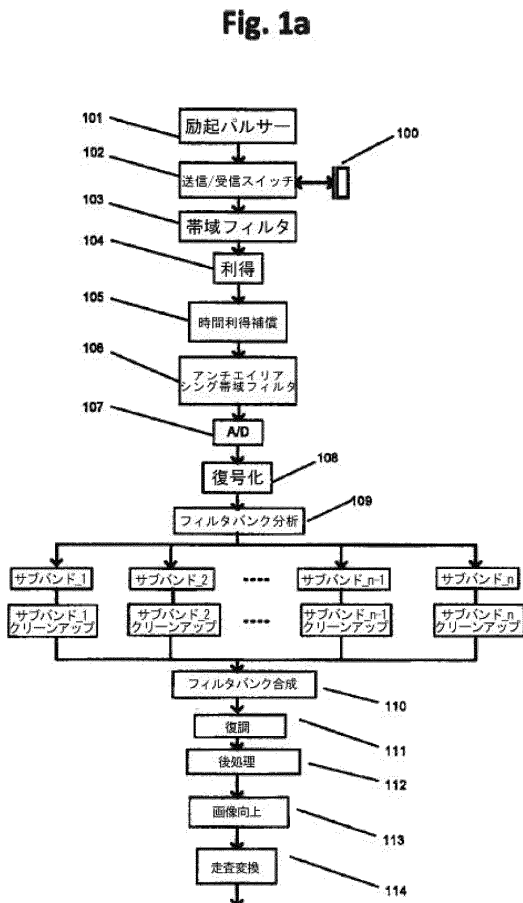 Fig. 1a
101
励起パルサー
100
102
送信/受信スイッチ
103
帯域フィルタ
104
利得
105
時間利得補償
106
アンチエイリア
シング帯域フィルタ
107
A/D
108
復号化
109
フィルタバンク分析
サブバンド_1
サブバンド_2
サブバンド_n-1
サブバンド_n
サブバンド_1
クリーンアップ
サブバンド_2
クリーンアップ
サブバンド_n-1
クリーンアップ
サブバンド_n
クリーンアップ
フィルタバンク合成
110
復調
111
後処理
112
画像向上
113
走査変換
114